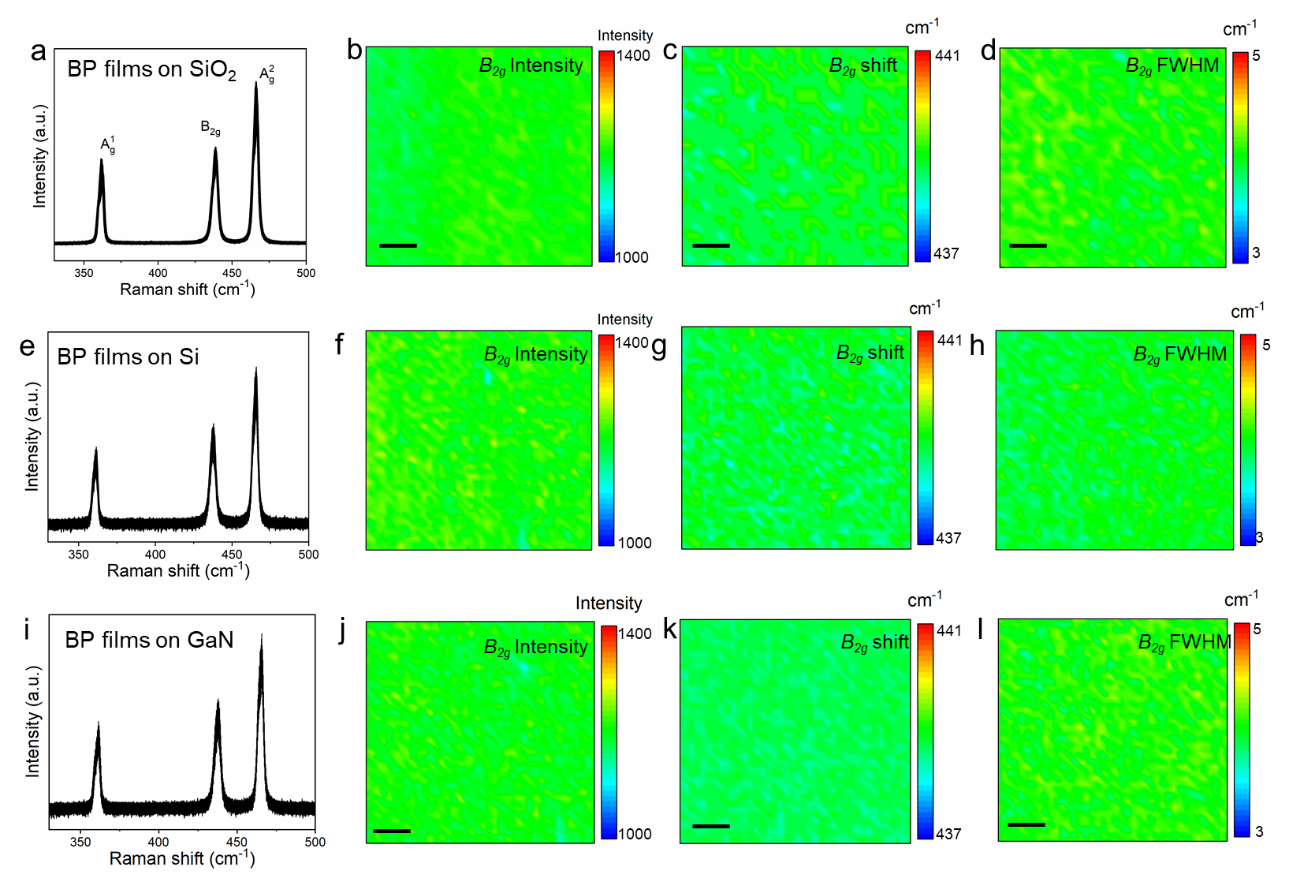 a
BP films on SiO₂
A¹g
B₂g
A²g
Intensity (a.u.)
350 400 450 500
Raman shift (cm⁻¹)
b
B₂g Intensity
Intensity
1400
1000
c
B₂g shift
cm⁻¹
441
437
d
B₂g FWHM
cm⁻¹
5
3
e
BP films on Si
Intensity (a.u.)
350 400 450 500
Raman shift (cm⁻¹)
f
B₂g Intensity
Intensity
1400
1000
g
B₂g shift
cm⁻¹
441
437
h
B₂g FWHM
cm⁻¹
5
3
i
BP films on GaN
Intensity (a.u.)
350 400 450 500
Raman shift (cm⁻¹)
j
B₂g Intensity
Intensity
1400
1000
k
B₂g shift
cm⁻¹
441
437
l
B₂g FWHM
cm⁻¹
5
3